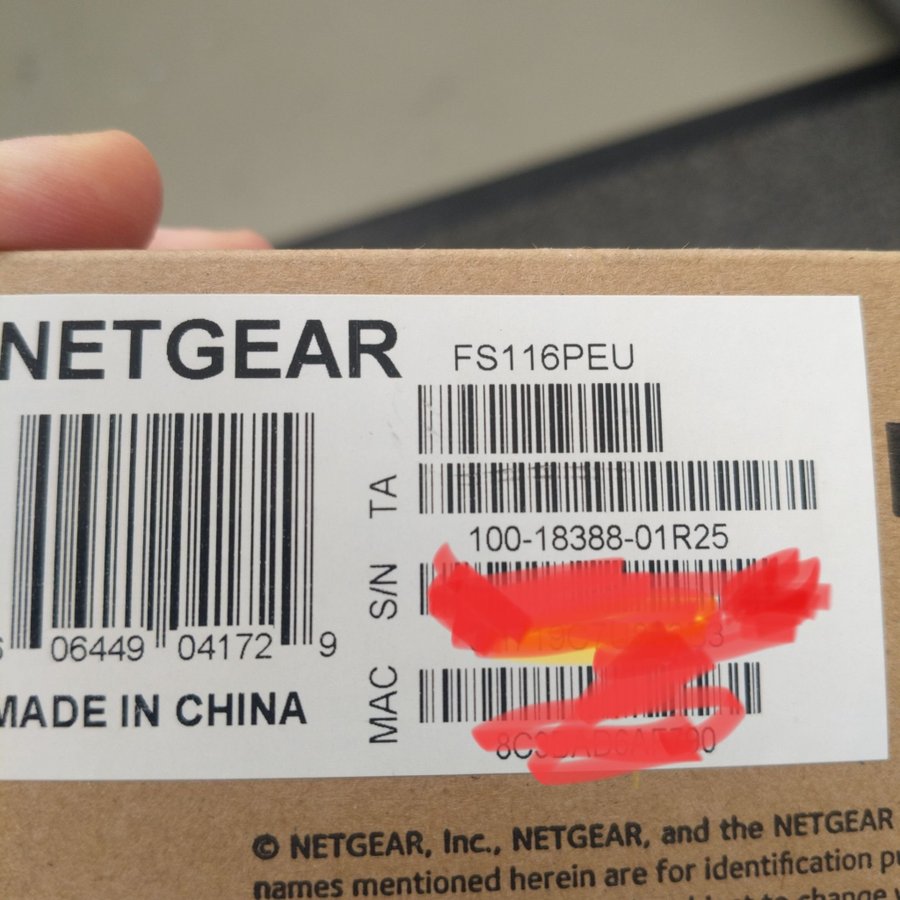 NETGEAR
FS116PEU
TA
100-18388-01R25
S/N
MAC
06449 04172 9
MADE IN CHINA
© NETGEAR, Inc., NETGEAR, and the NETGEAR
names mentioned herein are for identification
change